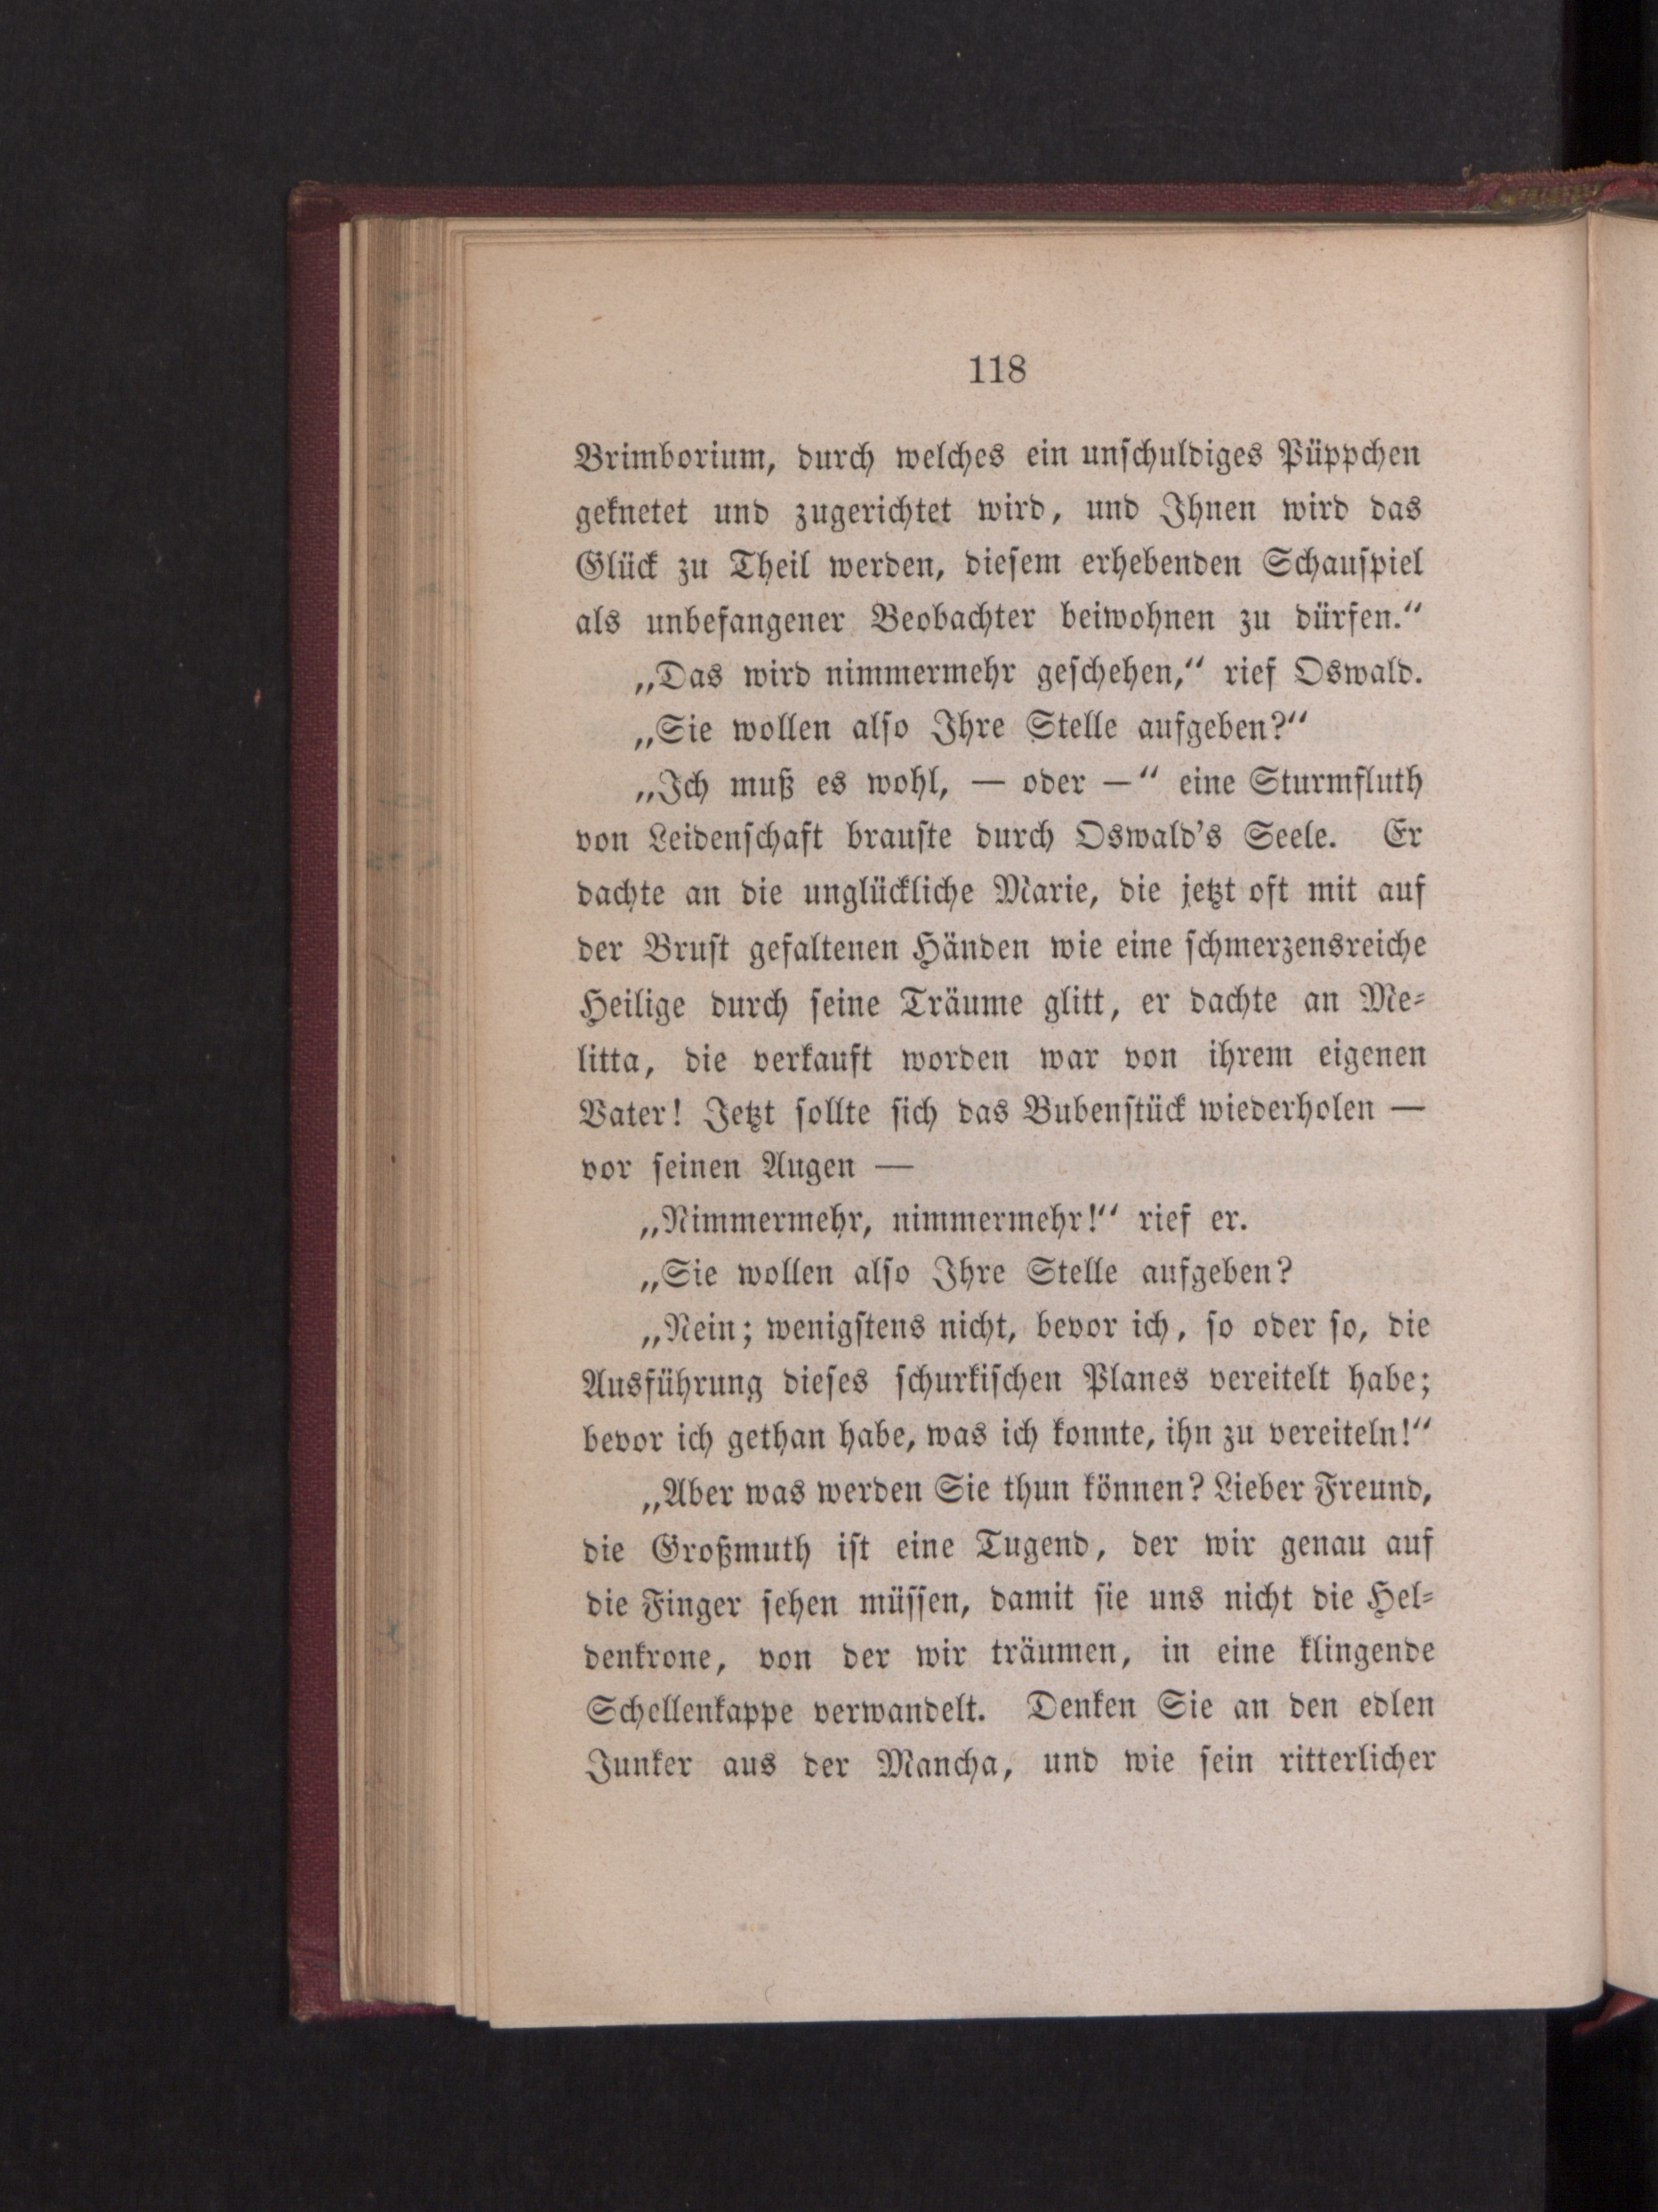 118
Brimborium, durch welches ein unschuldiges Püppchen
geknetet und zugerichtet wird, und Ihnen wird das
Glück zu Theil werden, diesem erhebenden Schauspiel
als unbefangener Beobachter beiwohnen zu dürfen.“
„Das wird nimmermehr geschehen,“ rief Oswald.
„Sie wollen also Ihre Stelle aufgeben?“
„Ich muß es wohl, — oder —“ eine Sturmfluth
von Leidenschaft brauste durch Oswald’s Seele. Er
dachte an die unglückliche Marie, die jetzt oft mit auf
der Brust gefaltenen Händen wie eine schmerzensreiche
Heilige durch seine Träume glitt, er dachte an Me-
litta, die verkauft worden war von ihrem eigenen
Vater! Jetzt sollte sich das Bubenstück wiederholen —
vor seinen Augen —
„Nimmermehr, nimmermehr!“ rief er.
„Sie wollen also Ihre Stelle aufgeben?
„Nein; wenigstens nicht, bevor ich, so oder so, die
Ausführung dieses schurkischen Planes vereitelt habe;
bevor ich gethan habe, was ich konnte, ihn zu vereiteln!“
„Aber was werden Sie thun können? Lieber Freund,
die Großmuth ist eine Tugend, der wir genau auf
die Finger sehen müssen, damit sie uns nicht die Hel-
denkrone, von der wir träumen, in eine klingende
Schellenkappe verwandelt. Denken Sie an den edlen
Junker aus der Mancha, und wie sein ritterlicher